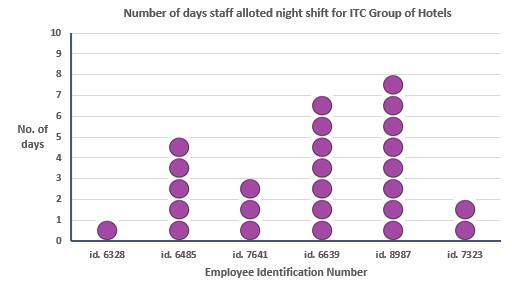 Number of days staff alloted night shift for ITC Group of Hotels
10
9
8
7
6
5
4
3
2
1
0
No. of
days
id. 6328 id. 6485 id. 7641 id. 6639 id. 8987 id. 7323
Employee Identification Number